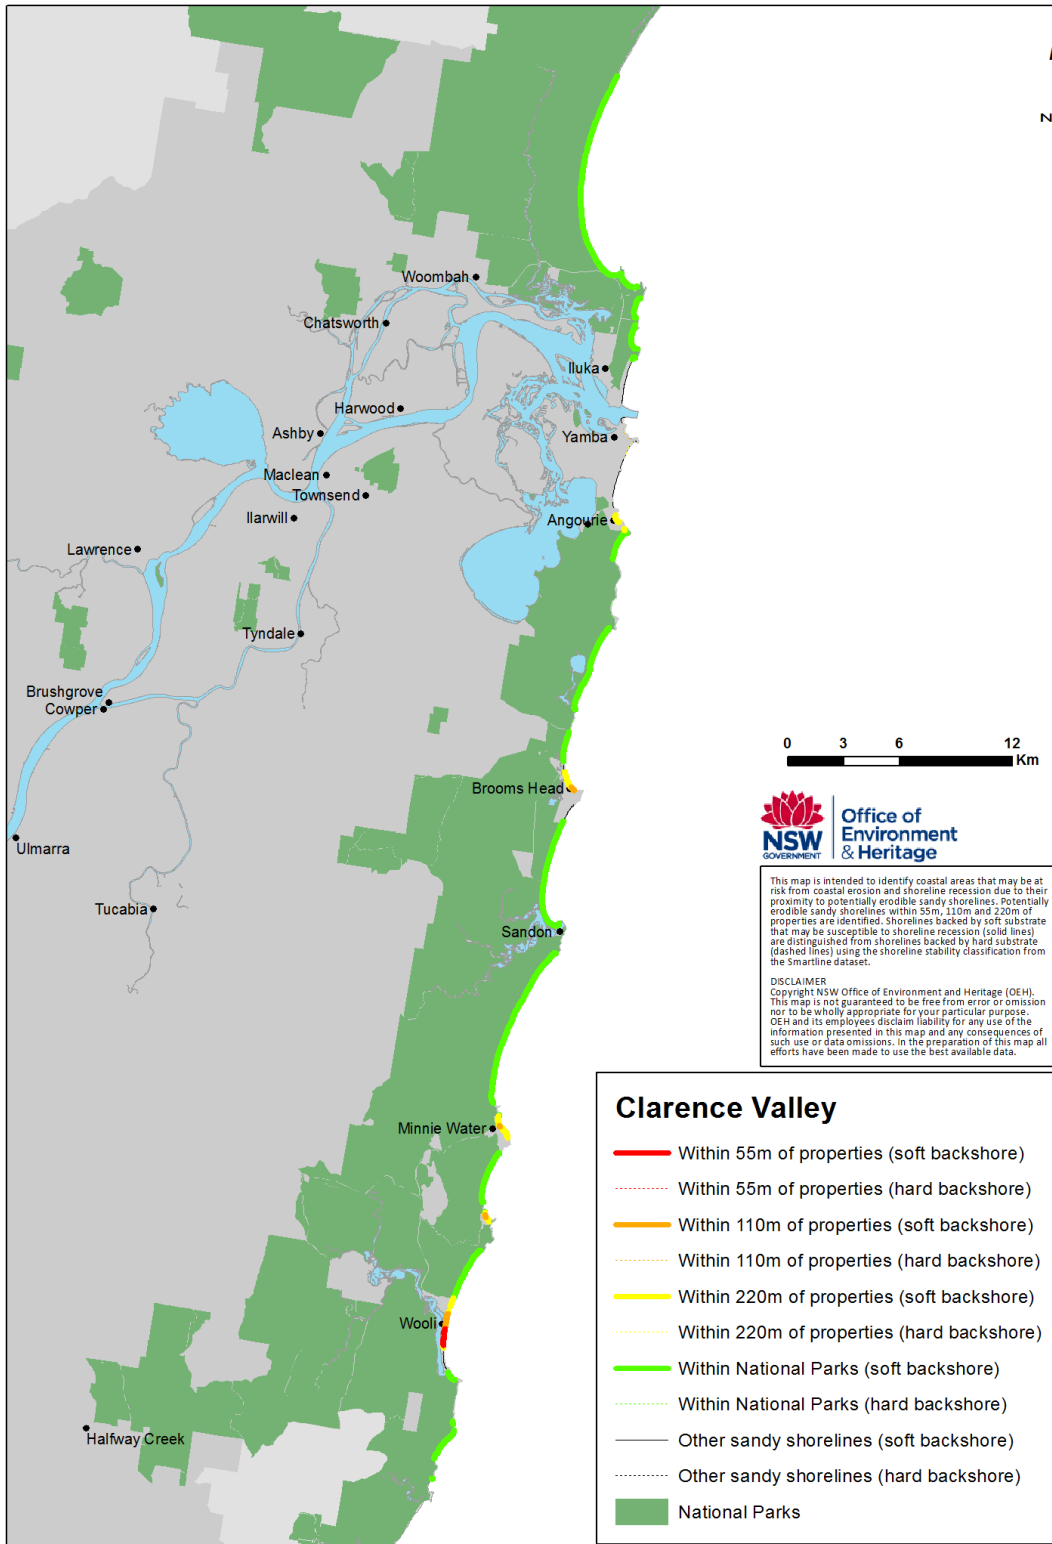 Woombah
Chatsworth
Iluka
Harwood
Ashby
Yamba
Maclean
Townsend
Ilarwill
Angourie
Lawrence
Tyndale
Brushgrove
Cowper
Brooms Head
Ulmarra
Tucabia
Sandon
Minnie Water
Wooli
Halfway Creek
Z
0 3 6 12
Km
NSW
GOVERNMENT
Office of
Environment
& Heritage
This map is intended to identify coastal areas that may be at
risk from coastal erosion and shoreline recession due to their
proximity to potentially erodible sandy shorelines. Potentially
erodible sandy shorelines within 55m, 110m and 220m of
properties are identified. Shorelines backed by soft substrate
that may be susceptible to shoreline recession (solid lines)
are distinguished from shorelines backed by hard substrate
(dashed lines) using the shoreline stability classification from
the Smartline dataset.
DISCLAIMER
Copyright NSW Office of Environment and Heritage (OEH).
This map is not guaranteed to be free from error or omission
nor to be wholly appropriate for your particular purpose.
OEH and its employees disclaim liability for any use of the
information presented in this map and any consequences of
such use or data omissions. In the preparation of this map all
efforts have been made to use the best available data.
Clarence Valley
Within 55m of properties (soft backshore)
Within 55m of properties (hard backshore)
Within 110m of properties (soft backshore)
Within 110m of properties (hard backshore)
Within 220m of properties (soft backshore)
Within 220m of properties (hard backshore)
Within National Parks (soft backshore)
Within National Parks (hard backshore)
Other sandy shorelines (soft backshore)
Other sandy shorelines (hard backshore)
National Parks